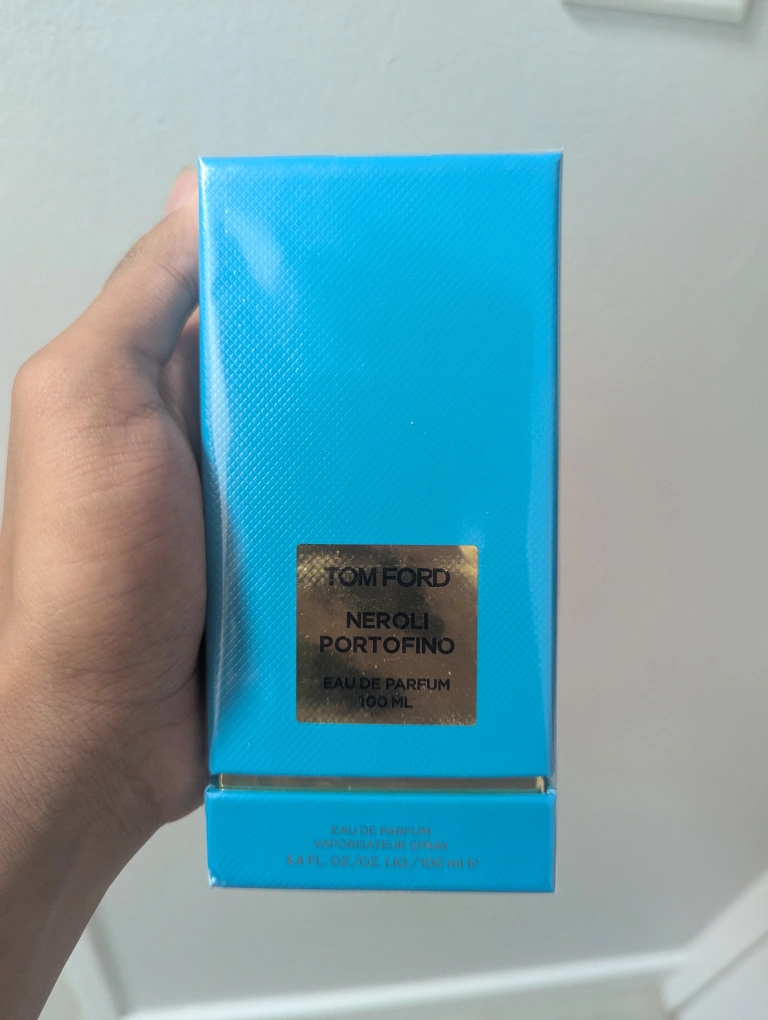 TOM FORD
NEROLI
PORTOFINO
EAU DE PARFUM
100 ML
EAU DE PARFUM
VAPORISATEUR SPRAY
3.4 FL. OZ./OZ. LIQ./100 ml ℮